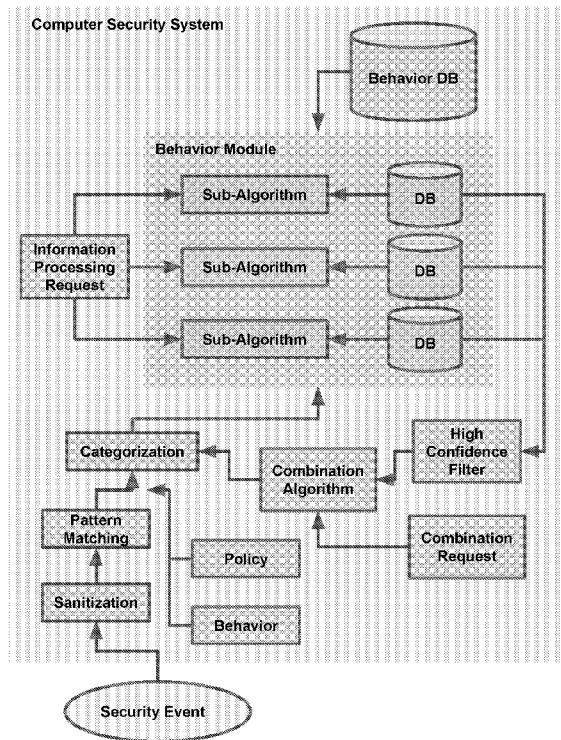 Computer Security System
Behavior DB
Behavior Module
Sub-Algorithm
DB
Information
Processing
Request
Sub-Algorithm
DB
Sub-Algorithm
DB
Categorization
Combination
Algorithm
High
Confidence
Filter
Pattern
Matching
Policy
Combination
Request
Sanitization
Behavior
Security Event